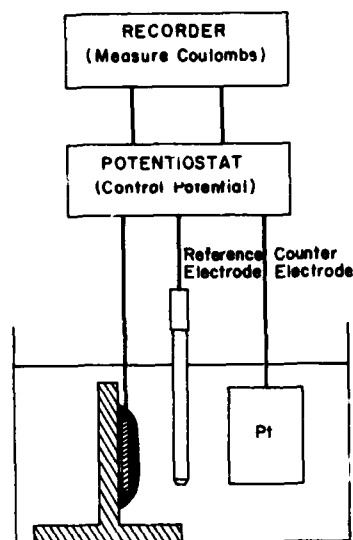 RECORDER
(Measure Coulombs)
POTENTIOSTAT
(Control Potential)
Reference Counter
Electrode Electrode
Pt